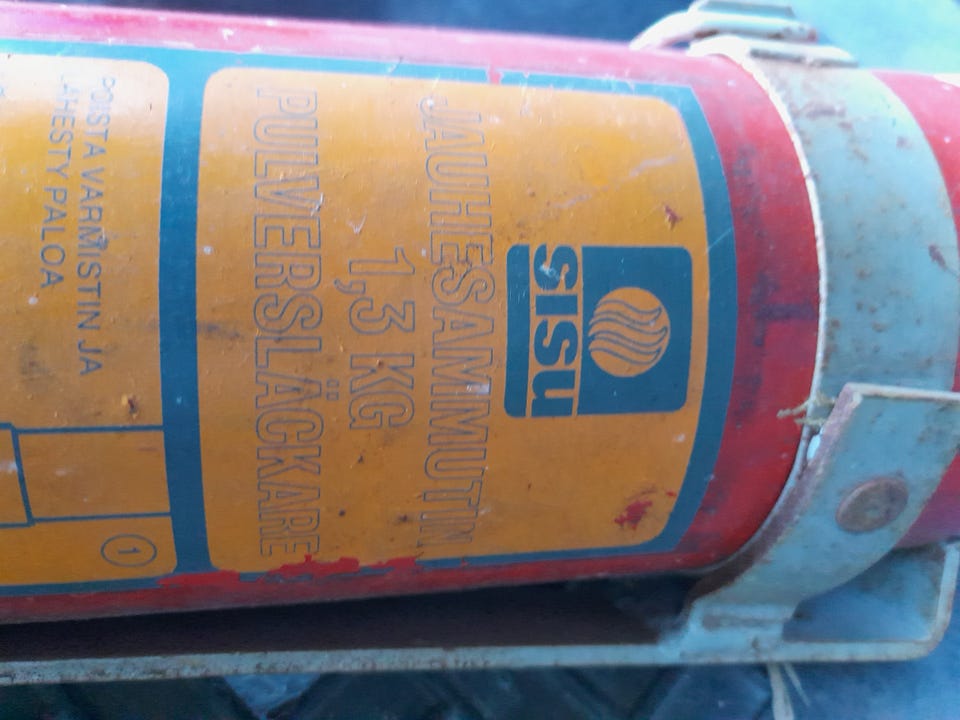 SISU
JAUHESAMMUTIN
1,3 KG
PULVERSLÄCKARE
1
POISTA VARMISTIN JA
LÄHESTY PALOA